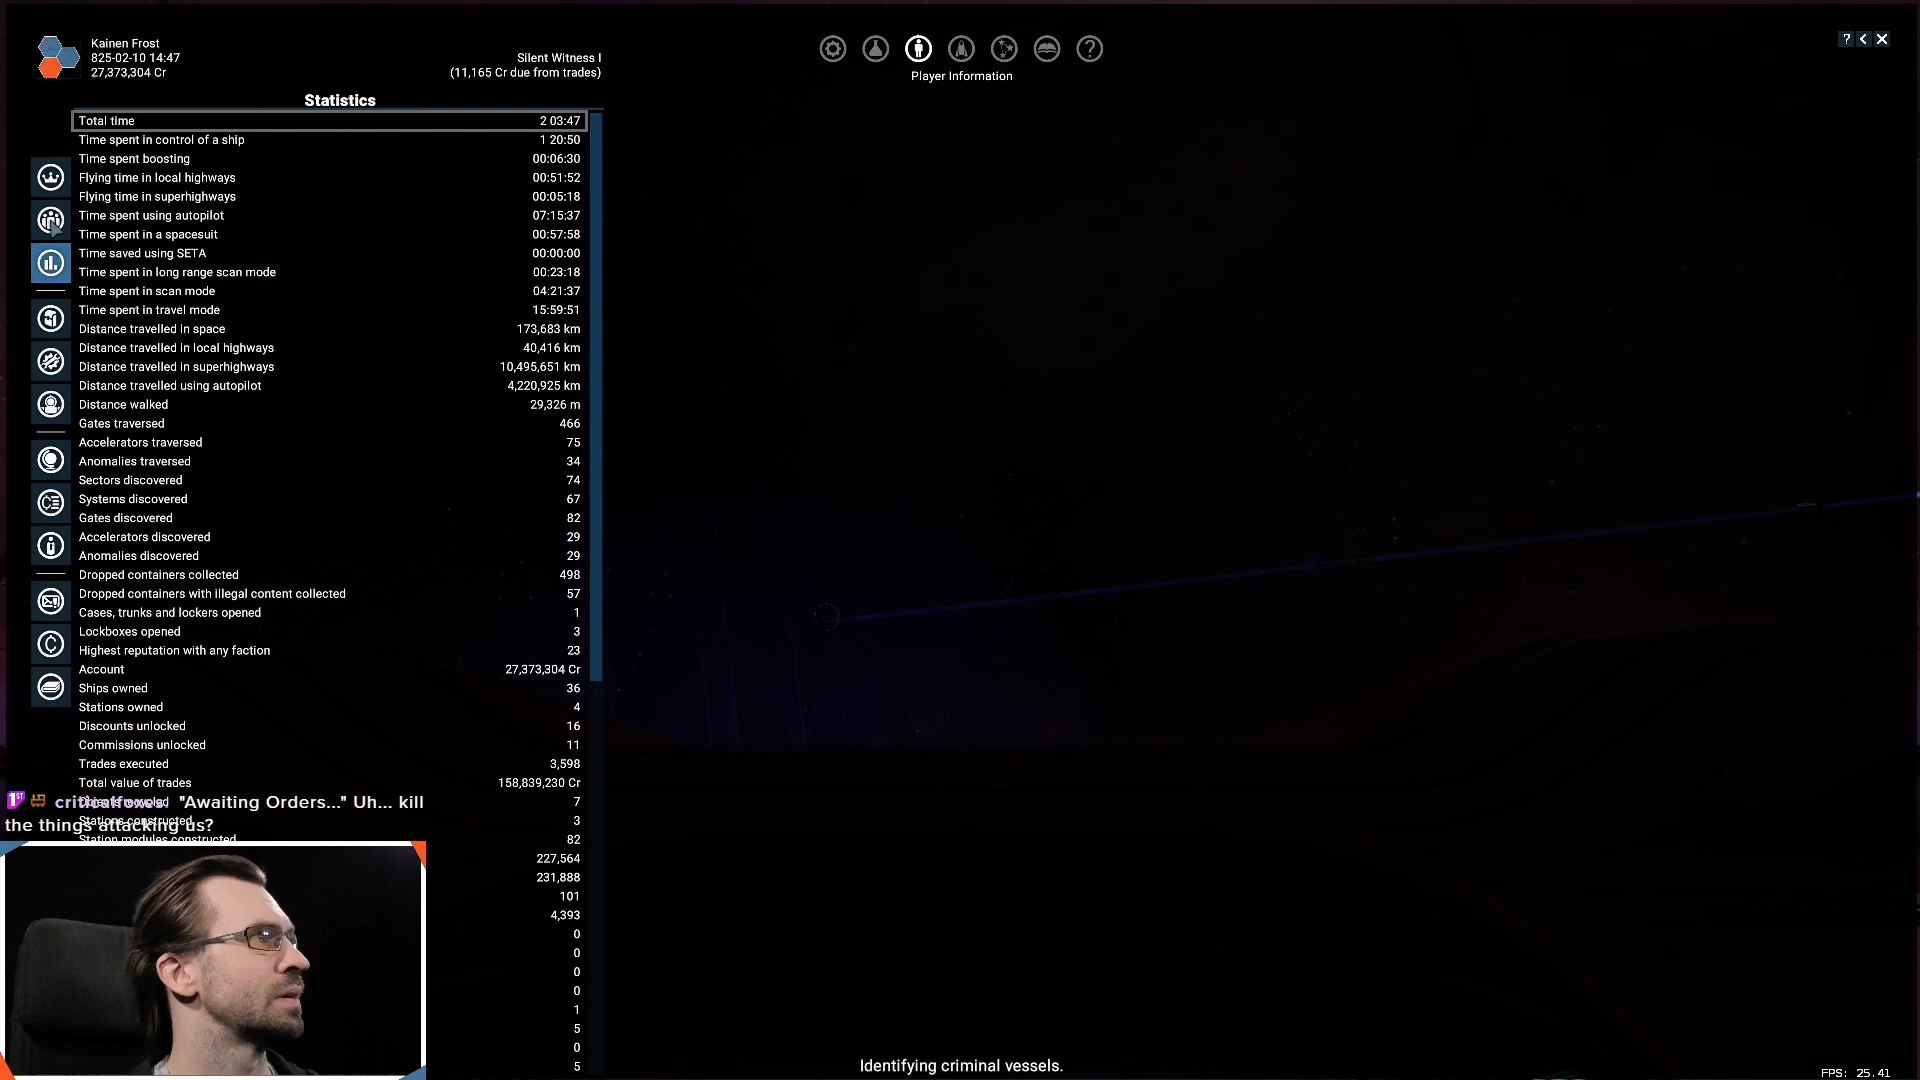 Kainen Frost
825-02-10 14:47
27,373,304 Cr
Silent Witness I
(11,165 Cr due from trades)
Player Information
? < X
Statistics
Total time 2 03:47
Time spent in control of a ship 1 20:50
Time spent boosting 00:06:30
Flying time in local highways 00:51:52
Flying time in superhighways 00:05:18
Time spent using autopilot 07:15:37
Time spent in a spacesuit 00:57:58
Time saved using SETA 00:00:00
Time spent in long range scan mode 00:23:18
Time spent in scan mode 04:21:37
Time spent in travel mode 15:59:51
Distance travelled in space 173,683 km
Distance travelled in local highways 40,416 km
Distance travelled in superhighways 10,495,651 km
Distance travelled using autopilot 4,220,925 km
Distance walked 29,326 m
Gates traversed 466
Accelerators traversed 75
Anomalies traversed 34
Sectors discovered 74
Systems discovered 67
Gates discovered 82
Accelerators discovered 29
Anomalies discovered 29
Dropped containers collected 498
Dropped containers with illegal content collected 57
Cases, trunks and lockers opened 1
Lockboxes opened 3
Highest reputation with any faction 23
Account 27,373,304 Cr
Ships owned 36
Stations owned 4
Discounts unlocked 16
Commissions unlocked 11
Trades executed 3,598
Total value of trades 158,839,230 Cr
7
1ST criticalfoxes: "Awaiting Orders..." Uh... kill
the things attacking us?
Stations constructed 3
Station modules constructed 82
227,564
231,888
101
4,393
0
0
0
0
1
5
0
5
Identifying criminal vessels.
FPS: 25.41